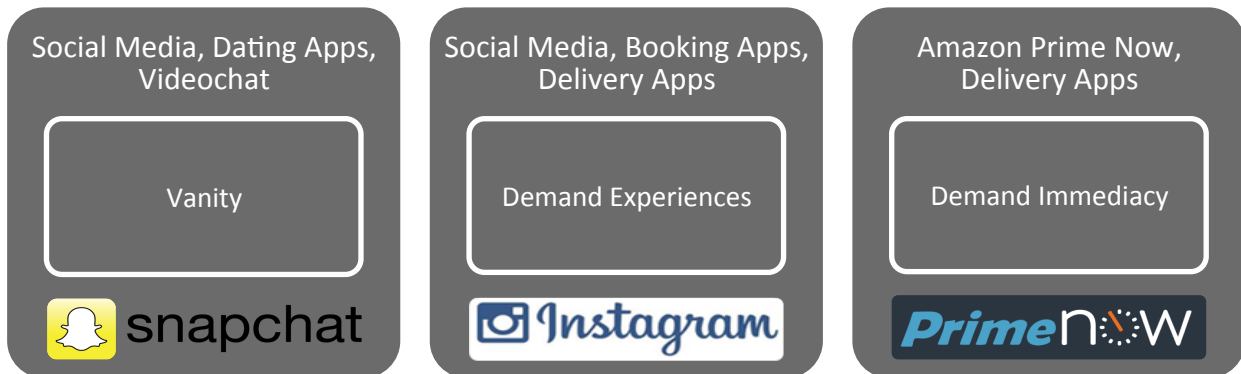 Social Media, Dating Apps,
Videochat
Vanity
snapchat
Social Media, Booking Apps,
Delivery Apps
Demand Experiences
Instagram
Amazon Prime Now,
Delivery Apps
Demand Immediacy
Prime now